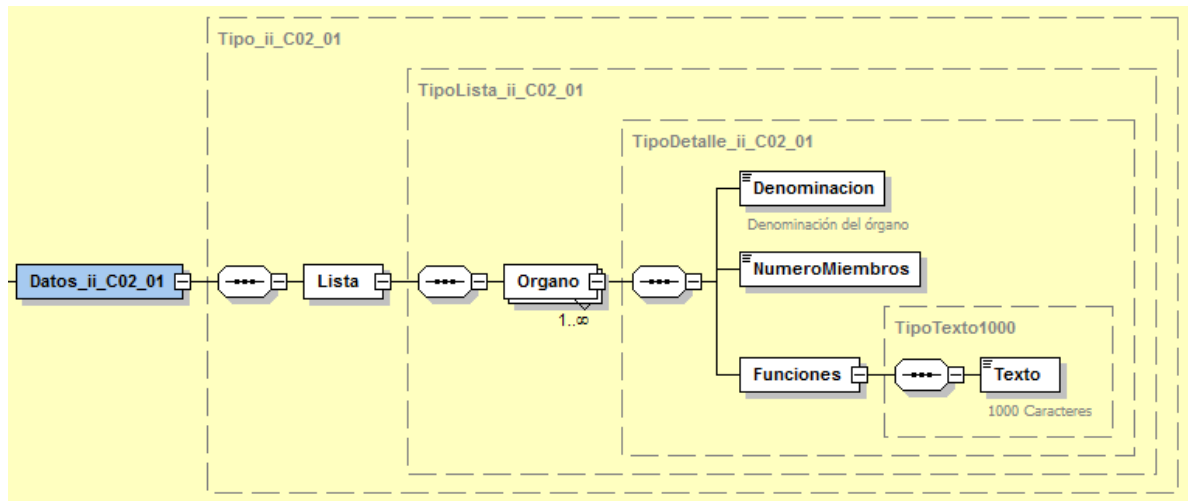 Tipo_ii_C02_01
TipoLista_ii_C02_01
TipoDetalle_ii_C02_01
Denominacion
Denominación del órgano
Datos_ii_C02_01
Lista
Organo
1..∞
NumeroMiembros
TipoTexto1000
Funciones
Texto
1000 Caracteres